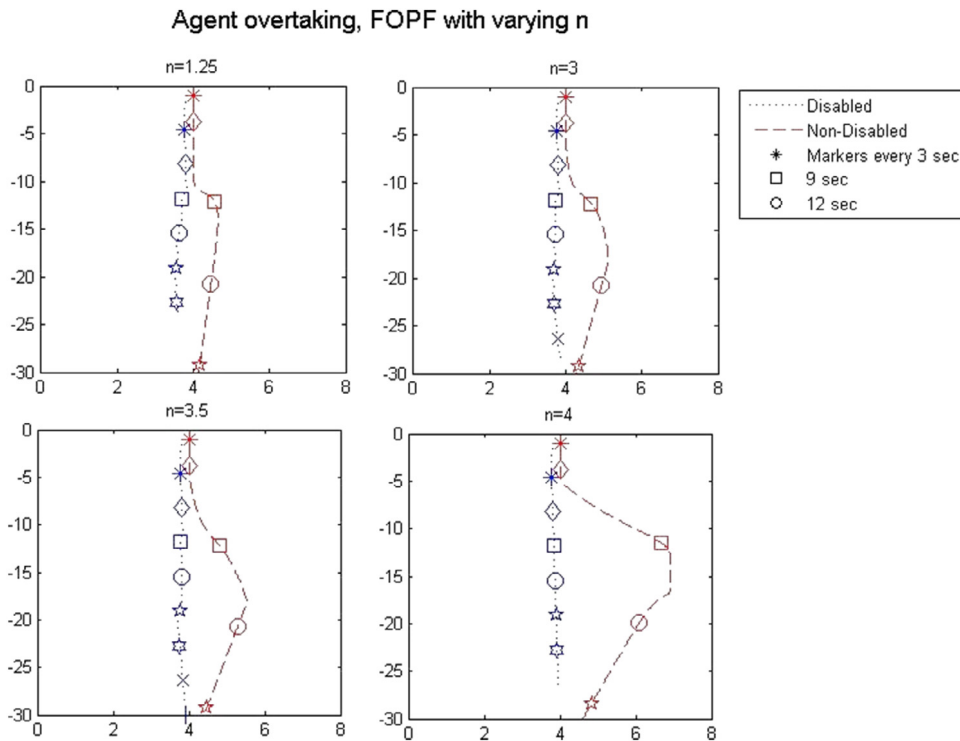 Agent overtaking, FOPF with varying n
n=1.25
0
-5
-10
-15
-20
-25
-30
0 2 4 6 8
n=3
0
-5
-10
-15
-20
-25
-30
0 2 4 6 8
Disabled
Non-Disabled
Markers every 3 sec
9 sec
12 sec
n=3.5
0
-5
-10
-15
-20
-25
-30
0 2 4 6 8
n=4
0
-5
-10
-15
-20
-25
-30
0 2 4 6 8